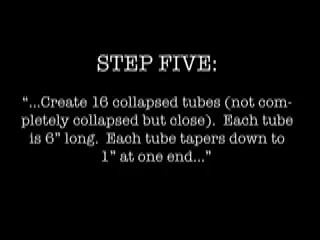 STEP FIVE:
“...Create 16 collapsed tubes (not com-
pletely collapsed but close).  Each tube
is 6” long.  Each tube tapers down to
1” at one end...”